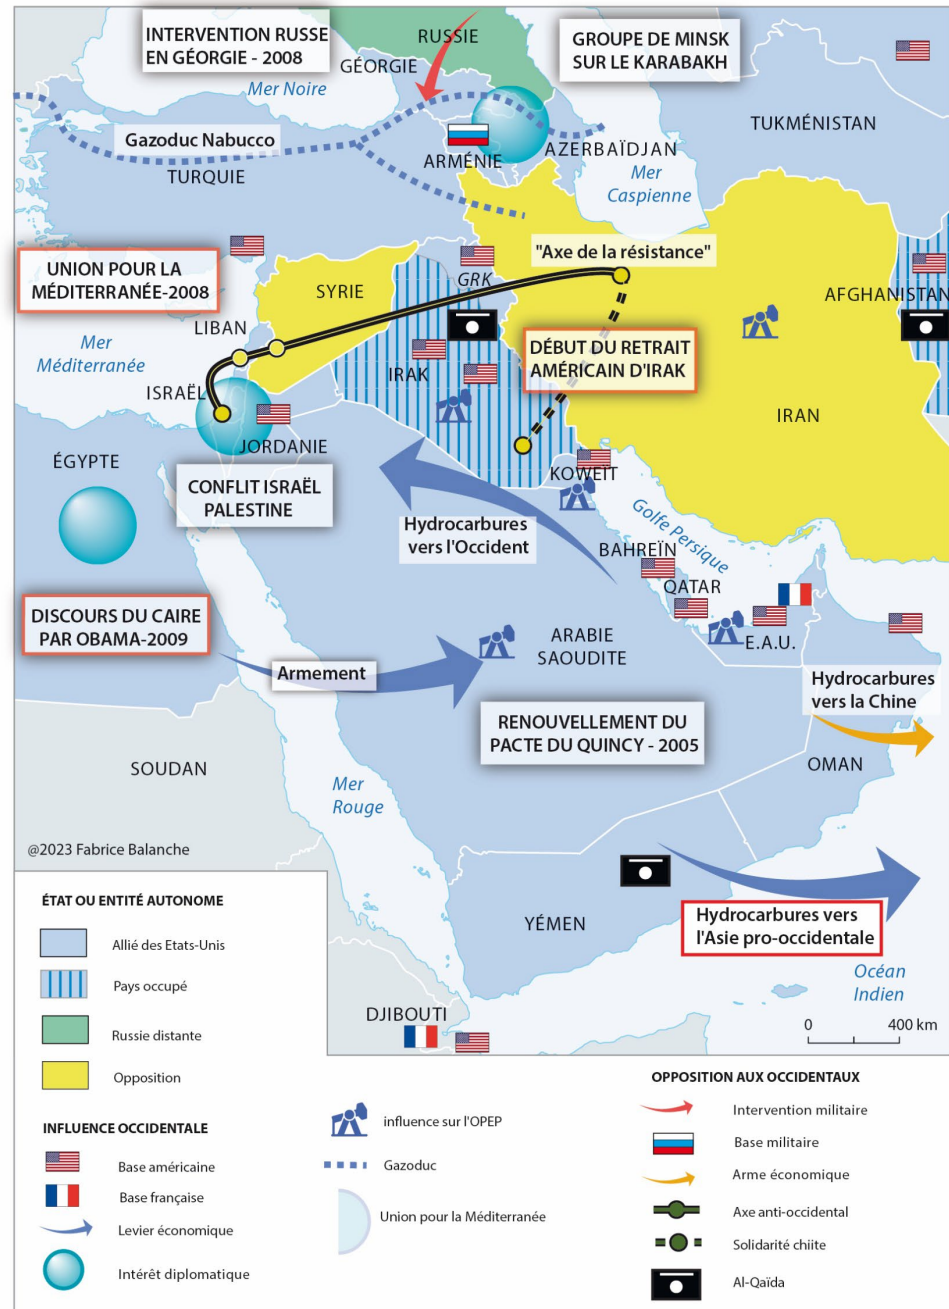 INTERVENTION RUSSE
EN GÉORGIE - 2008
RUSSIE
GROUPE DE MINSK
SUR LE KARABAKH
GÉORGIE
Mer Noire
TUKMÉNISTAN
Gazoduc Nabucco
ARMÉNIE
AZERBAÏDJAN
TURQUIE
Mer
Caspienne
"Axe de la résistance"
UNION POUR LA
MÉDITERRANÉE-2008
GRK
SYRIE
AFGHANISTAN
LIBAN
Mer
Méditerranée
DÉBUT DU RETRAIT
AMÉRICAIN D'IRAK
IRAK
ISRAËL
IRAN
JORDANIE
ÉGYPTE
KOWEÏT
CONFLIT ISRAËL
PALESTINE
Golfe Persique
Hydrocarbures
vers l'Occident
BAHREÏN
QATAR
DISCOURS DU CAIRE
PAR OBAMA-2009
ARABIE
SAOUDITE
E.A.U.
Armement
Hydrocarbures
vers la Chine
RENOUVELLEMENT DU
PACTE DU QUINCY - 2005
OMAN
SOUDAN
Mer
Rouge
@2023 Fabrice Balanche
YÉMEN
Hydrocarbures vers
l'Asie pro-occidentale
Océan
Indien
DJIBOUTI
0 400 km
ÉTAT OU ENTITÉ AUTONOME
Allié des Etats-Unis
Pays occupé
Russie distante
Opposition
INFLUENCE OCCIDENTALE
Base américaine
Base française
Levier économique
Intérêt diplomatique
influence sur l'OPEP
Gazoduc
Union pour la Méditerranée
OPPOSITION AUX OCCIDENTAUX
Intervention militaire
Base militaire
Arme économique
Axe anti-occidental
Solidarité chiite
Al-Qaïda